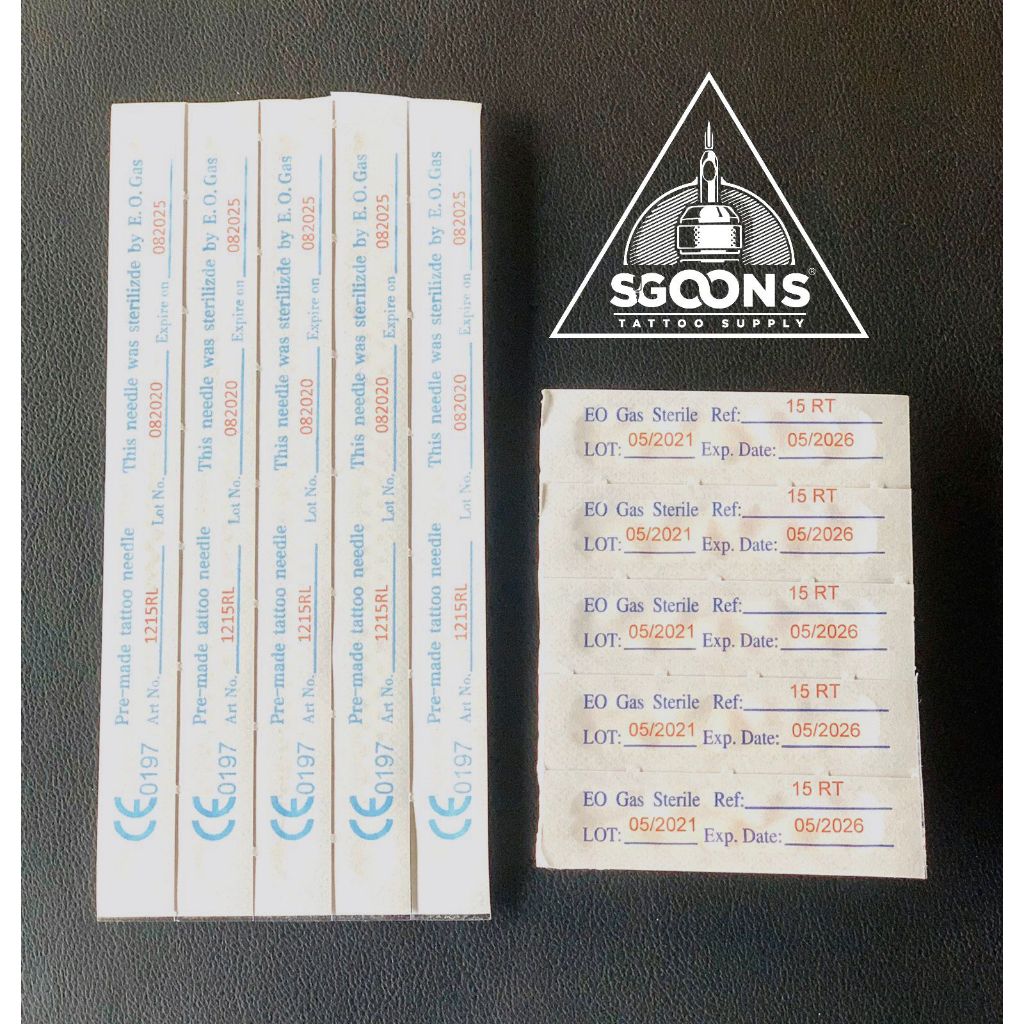 CE0197 Pre-made tattoo needle This needle was sterilizde by E.O.Gas
Art No. 1215RL Lot No. 082020 Expire on 082025
CE0197 Pre-made tattoo needle This needle was sterilizde by E.O.Gas
Art No. 1215RL Lot No. 082020 Expire on 082025
CE0197 Pre-made tattoo needle This needle was sterilizde by E.O.Gas
Art No. 1215RL Lot No. 082020 Expire on 082025
CE0197 Pre-made tattoo needle This needle was sterilizde by E.O.Gas
Art No. 1215RL Lot No. 082020 Expire on 082025
CE0197 Pre-made tattoo needle This needle was sterilizde by E.O.Gas
Art No. 1215RL Lot No. 082020 Expire on 082025
SGOONS®
TATTOO SUPPLY
EO Gas Sterile Ref: 15 RT
LOT: 05/2021 Exp. Date: 05/2026
EO Gas Sterile Ref: 15 RT
LOT: 05/2021 Exp. Date: 05/2026
EO Gas Sterile Ref: 15 RT
LOT: 05/2021 Exp. Date: 05/2026
EO Gas Sterile Ref: 15 RT
LOT: 05/2021 Exp. Date: 05/2026
EO Gas Sterile Ref: 15 RT
LOT: 05/2021 Exp. Date: 05/2026